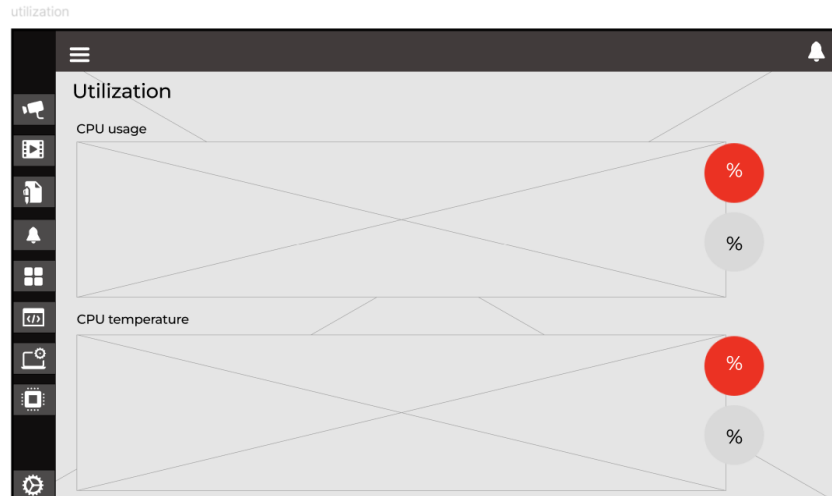 utilization
Utilization
CPU usage
%
%
CPU temperature
%
%